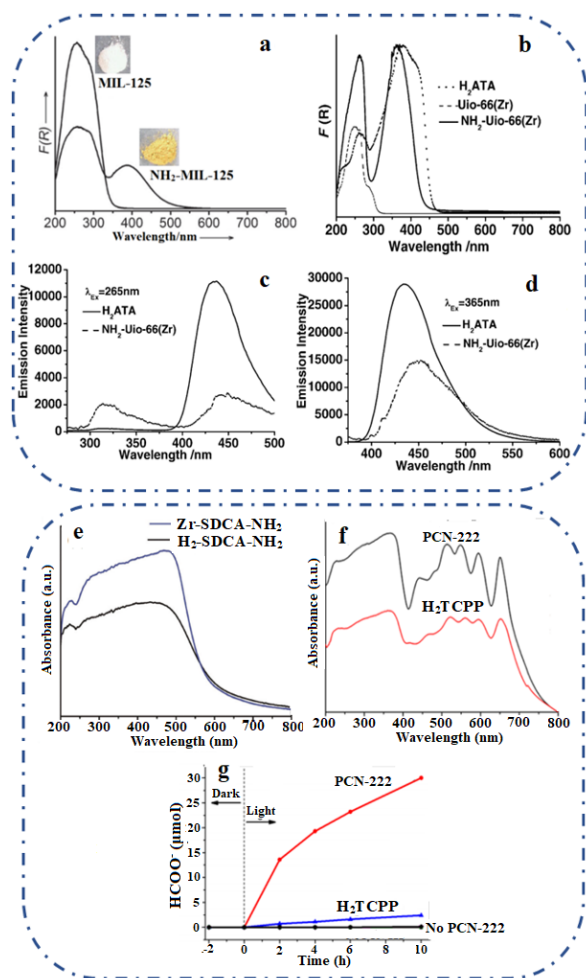 a
MIL-125
NH₂-MIL-125
F(R)
200 300 400 500 600 700 800
Wavelength/nm
b
H₂ATA
Uio-66(Zr)
NH₂-Uio-66(Zr)
F (R)
200 300 400 500 600 700 800
Wavelength /nm
c
λEx=265nm
H₂ATA
NH₂-Uio-66(Zr)
Emission Intensity
12000
10000
8000
6000
4000
2000
0
300 350 400 450 500
Wavelength /nm
d
λEx=365nm
H₂ATA
NH₂-Uio-66(Zr)
Emission Intensity
30000
25000
20000
15000
10000
5000
0
400 450 500 550 600
Wavelength /nm
e
Zr-SDCA-NH₂
H₂-SDCA-NH₂
Absorbance (a.u.)
200 300 400 500 600 700 800
Wavelength (nm)
f
PCN-222
H₂TCPP
Absorbance (a.u.)
200 300 400 500 600 700 800
Wavelength (nm)
g
Dark
Light
PCN-222
H₂TCPP
No PCN-222
HCOO⁻ (μmol)
30
25
20
15
10
5
0
-2 0 2 4 6 8 10
Time (h)